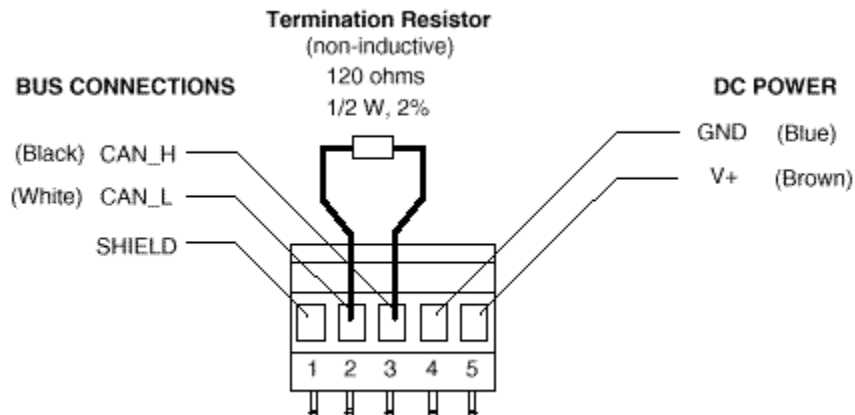 Termination Resistor
(non-inductive)
120 ohms
1/2 W, 2%
BUS CONNECTIONS
(Black) CAN_H
(White) CAN_L
SHIELD
DC POWER
GND (Blue)
V+ (Brown)
1 2 3 4 5